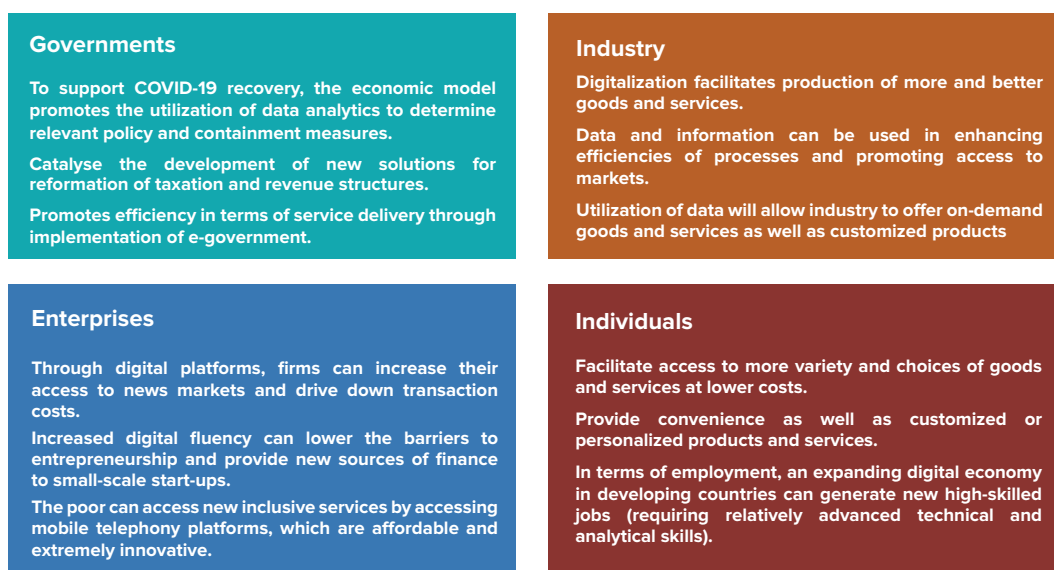 Governments
To support COVID-19 recovery, the economic model
promotes the utilization of data analytics to determine
relevant policy and containment measures.
Catalyse the development of new solutions for
reformation of taxation and revenue structures.
Promotes efficiency in terms of service delivery through
implementation of e-government.
Industry
Digitalization facilitates production of more and better
goods and services.
Data and information can be used in enhancing
efficiencies of processes and promoting access to
markets.
Utilization of data will allow industry to offer on-demand
goods and services as well as customized products
Enterprises
Through digital platforms, firms can increase their
access to news markets and drive down transaction
costs.
Increased digital fluency can lower the barriers to
entrepreneurship and provide new sources of finance
to small-scale start-ups.
The poor can access new inclusive services by accessing
mobile telephony platforms, which are affordable and
extremely innovative.
Individuals
Facilitate access to more variety and choices of goods
and services at lower costs.
Provide convenience as well as customized or
personalized products and services.
In terms of employment, an expanding digital economy
in developing countries can generate new high-skilled
jobs (requiring relatively advanced technical and
analytical skills).